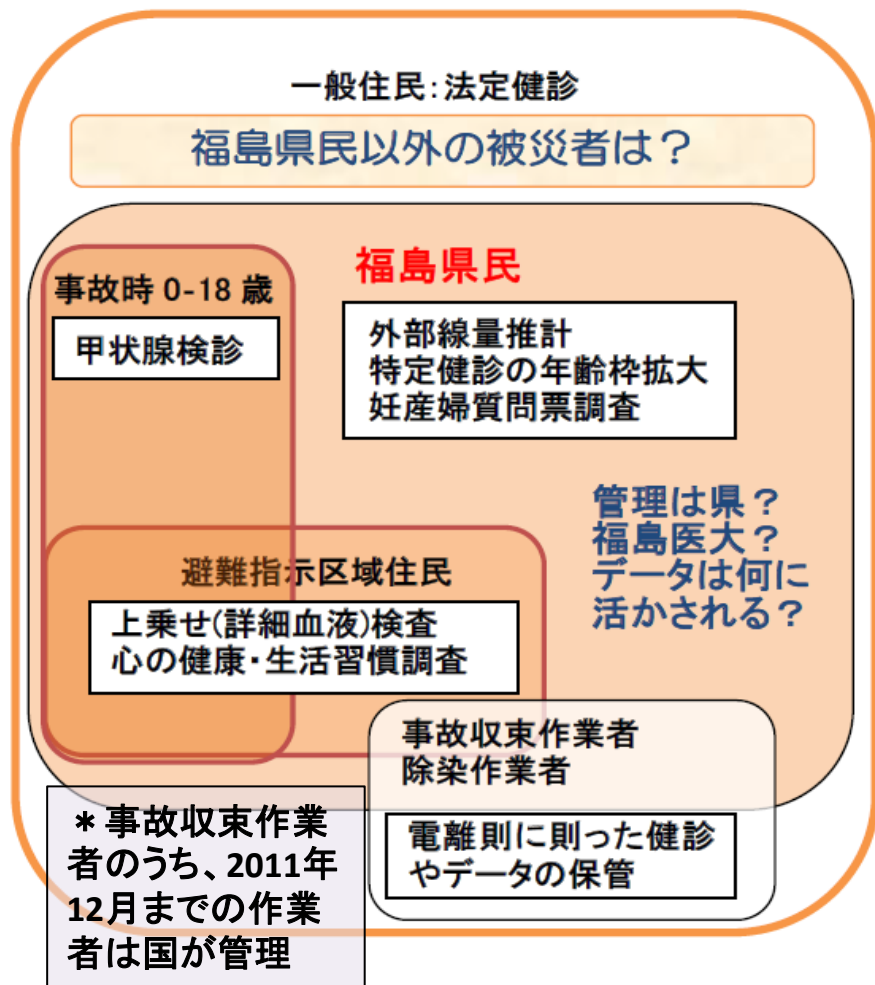 一般住民:法定健診
福島県民以外の被災者は?
事故時 0-18 歳
甲状腺検診
福島県民
外部線量推計
特定健診の年齢枠拡大
妊産婦質問票調査
管理は県?
福島医大?
データは何に
活かされる?
避難指示区域住民
上乗せ(詳細血液)検査
心の健康・生活習慣調査
事故収束作業者
除染作業者
電離則に則った健診
やデータの保管
＊事故収束作業
者のうち、2011年
12月までの作業
者は国が管理